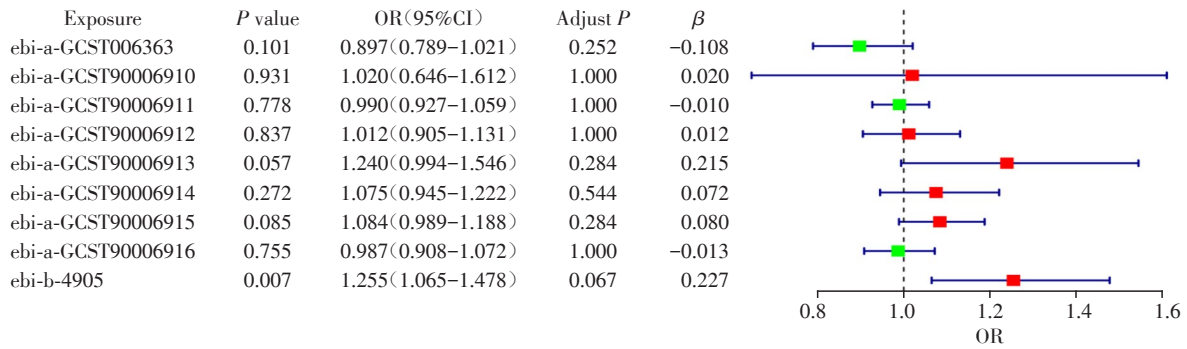 Exposure P value OR(95%CI) Adjust P β
ebi-a-GCST006363 0.101 0.897(0.789−1.021) 0.252 −0.108
ebi-a-GCST90006910 0.931 1.020(0.646−1.612) 1.000 0.020
ebi-a-GCST90006911 0.778 0.990(0.927−1.059) 1.000 −0.010
ebi-a-GCST90006912 0.837 1.012(0.905−1.131) 1.000 0.012
ebi-a-GCST90006913 0.057 1.240(0.994−1.546) 0.284 0.215
ebi-a-GCST90006914 0.272 1.075(0.945−1.222) 0.544 0.072
ebi-a-GCST90006915 0.085 1.084(0.989−1.188) 0.284 0.080
ebi-a-GCST90006916 0.755 0.987(0.908−1.072) 1.000 −0.013
ebi-b-4905 0.007 1.255(1.065−1.478) 0.067 0.227
0.8 1.0 1.2 1.4 1.6
OR